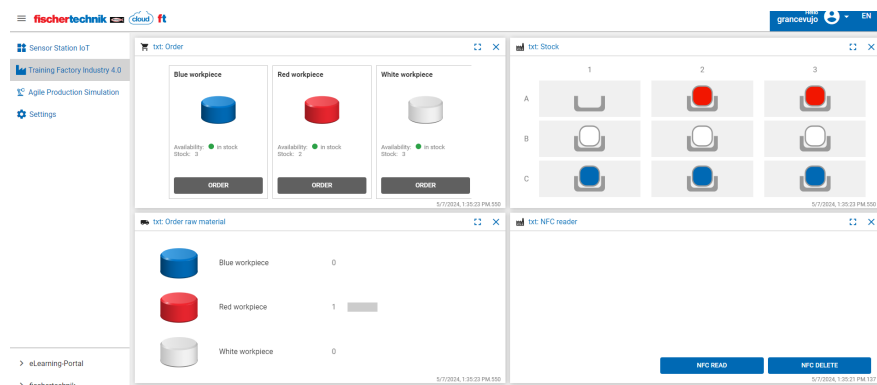 fischertechnik cloud ft
Hello
grancevujo
EN
Sensor Station IoT
Training Factory Industry 4.0
Agile Production Simulation
Settings
eLearning-Portal
fischertechnik
txt: Order
Blue workpiece
Availability: in stock
Stock: 3
ORDER
Red workpiece
Availability: in stock
Stock: 2
ORDER
White workpiece
Availability: in stock
Stock: 3
ORDER
5/7/2024, 1:35:23 PM 550
txt: Stock
1 2 3
A
B
C
5/7/2024, 1:35:23 PM 550
txt: Order raw material
Blue workpiece 0
Red workpiece 1
White workpiece 0
5/7/2024, 1:35:23 PM 550
txt: NFC reader
NFC READ NFC DELETE
5/7/2024, 1:35:21 PM 137